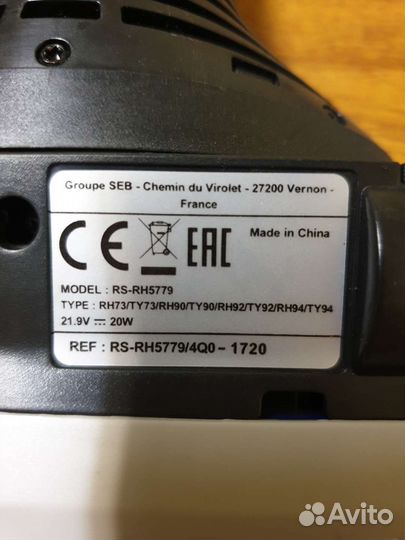 Groupe SEB - Chemin du Virolet - 27200 Vernon -
France
CE EAC Made in China
MODEL : RS-RH5779
TYPE : RH73/TY73/RH90/TY90/RH92/TY92/RH94/TY94
21.9V ⎓ 20W
REF : RS-RH5779/4Q0 - 1720
Avito